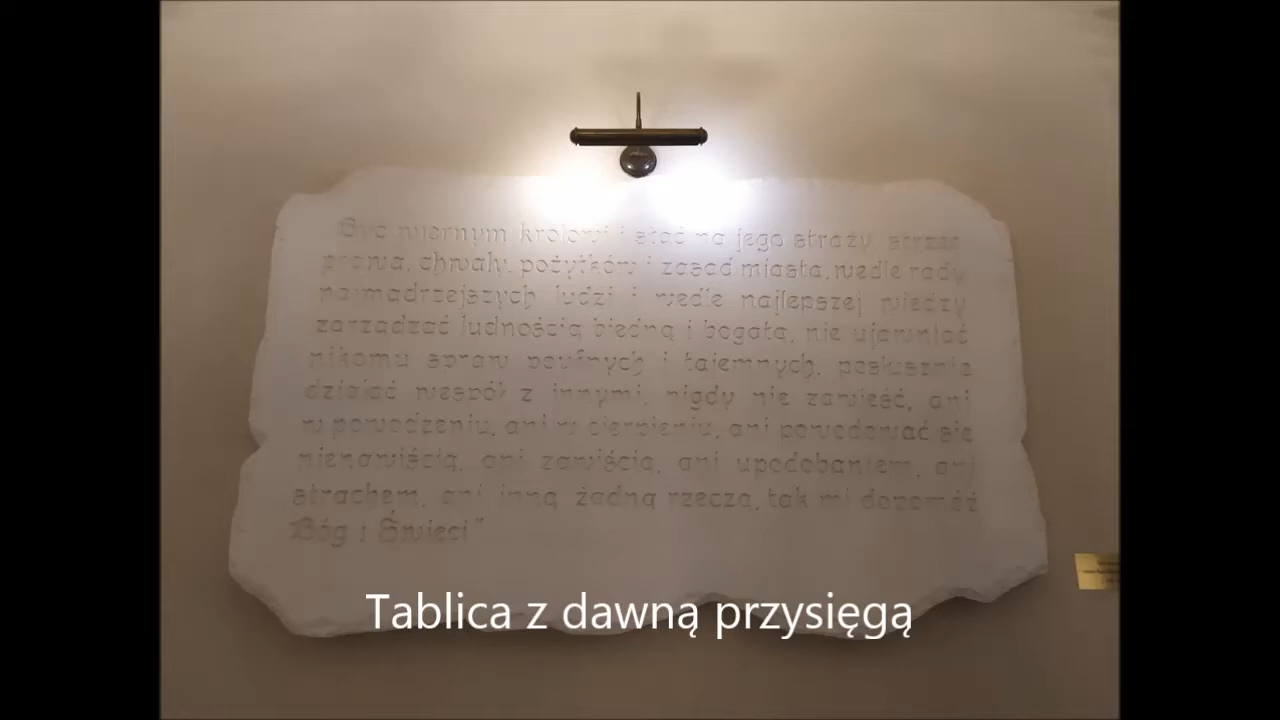 Być wiernym królowi i stać na jego straży strzec
prawa, chwały, pożytków i zasad miasta, wedle rady
najmądrzejszych ludzi i wedle najlepszej wiedzy
zarządzać ludnością biedną i bogatą, nie ujawniać
nikomu spraw poufnych i tajemnych, posłusznie
działać wespół z innymi, nigdy nie zawieść, ani
w powodzeniu, ani w cierpieniu, ani powodować się
nienawiścią, ani zawiścią, ani upodobaniem, ani
strachem, ani inną żadną rzeczą, tak mi dopomóż
Bóg i Święci"
Tablica z dawną przysięgą